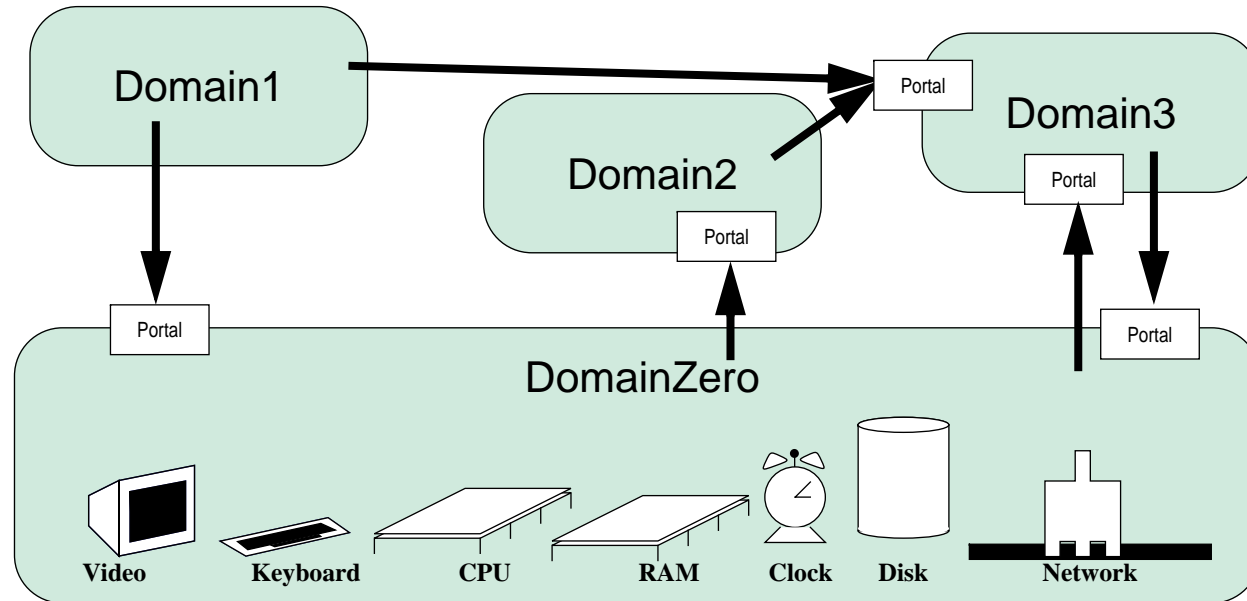 Domain1
Portal
Domain3
Domain2
Portal
Portal
Portal
Portal
DomainZero
Video
Keyboard
CPU
RAM
Clock
Disk
Network